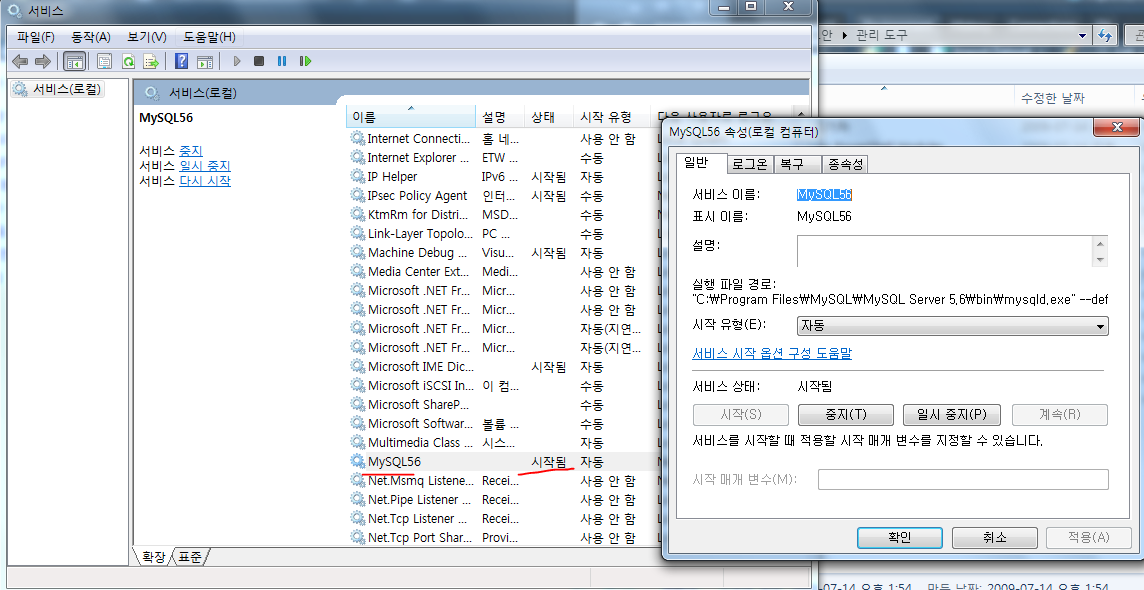 서비스
파일(F) 동작(A) 보기(V) 도움말(H)
서비스(로컬)
서비스(로컬)
MySQL56
서비스 중지
서비스 일시 중지
서비스 다시 시작
이름 설명 상태 시작 유형
Internet Connecti... 홈 네... 사용 안 함
Internet Explorer ... ETW ... 수동
IP Helper IPv6 ... 시작됨 자동
IPsec Policy Agent 인터... 시작됨 수동
KtmRm for Distri... MSD... 수동
Link-Layer Topolo... PC ... 수동
Machine Debug ... Visu... 시작됨 자동
Media Center Ext... Medi... 사용 안 함
Microsoft .NET Fr... Micr... 사용 안 함
Microsoft .NET Fr... Micr... 사용 안 함
Microsoft .NET Fr... Micr... 자동(지연...
Microsoft .NET Fr... Micr... 자동(지연...
Microsoft IME Dic... 시작됨 자동
Microsoft iSCSI In... 이 컴... 수동
Microsoft ShareP... 수동
Microsoft Softwar... 볼륨 ... 수동
Multimedia Class ... 시스... 자동
MySQL56 시작됨 자동
Net.Msmq Listene... Recei... 사용 안 함
Net.Pipe Listener ... Recei... 사용 안 함
Net.Tcp Listener ... Recei... 사용 안 함
Net.Tcp Port Shar... Provi... 사용 안 함
확장 표준
관리 도구
수정한 날짜
MySQL56 속성(로컬 컴퓨터)
일반 로그온 복구 종속성
서비스 이름: MySQL56
표시 이름: MySQL56
설명:
실행 파일 경로:
"C:₩Program Files₩MySQL₩MySQL Server 5.6₩bin₩mysqld.exe" --def
시작 유형(E): 자동
서비스 시작 옵션 구성 도움말
서비스 상태: 시작됨
시작(S) 중지(T) 일시 중지(P) 계속(R)
서비스를 시작할 때 적용할 시작 매개 변수를 지정할 수 있습니다.
시작 매개 변수(M):
확인 취소 적용(A)
-07-14 오후 1:54 만든 날짜: 2009-07-14 오후 1:54